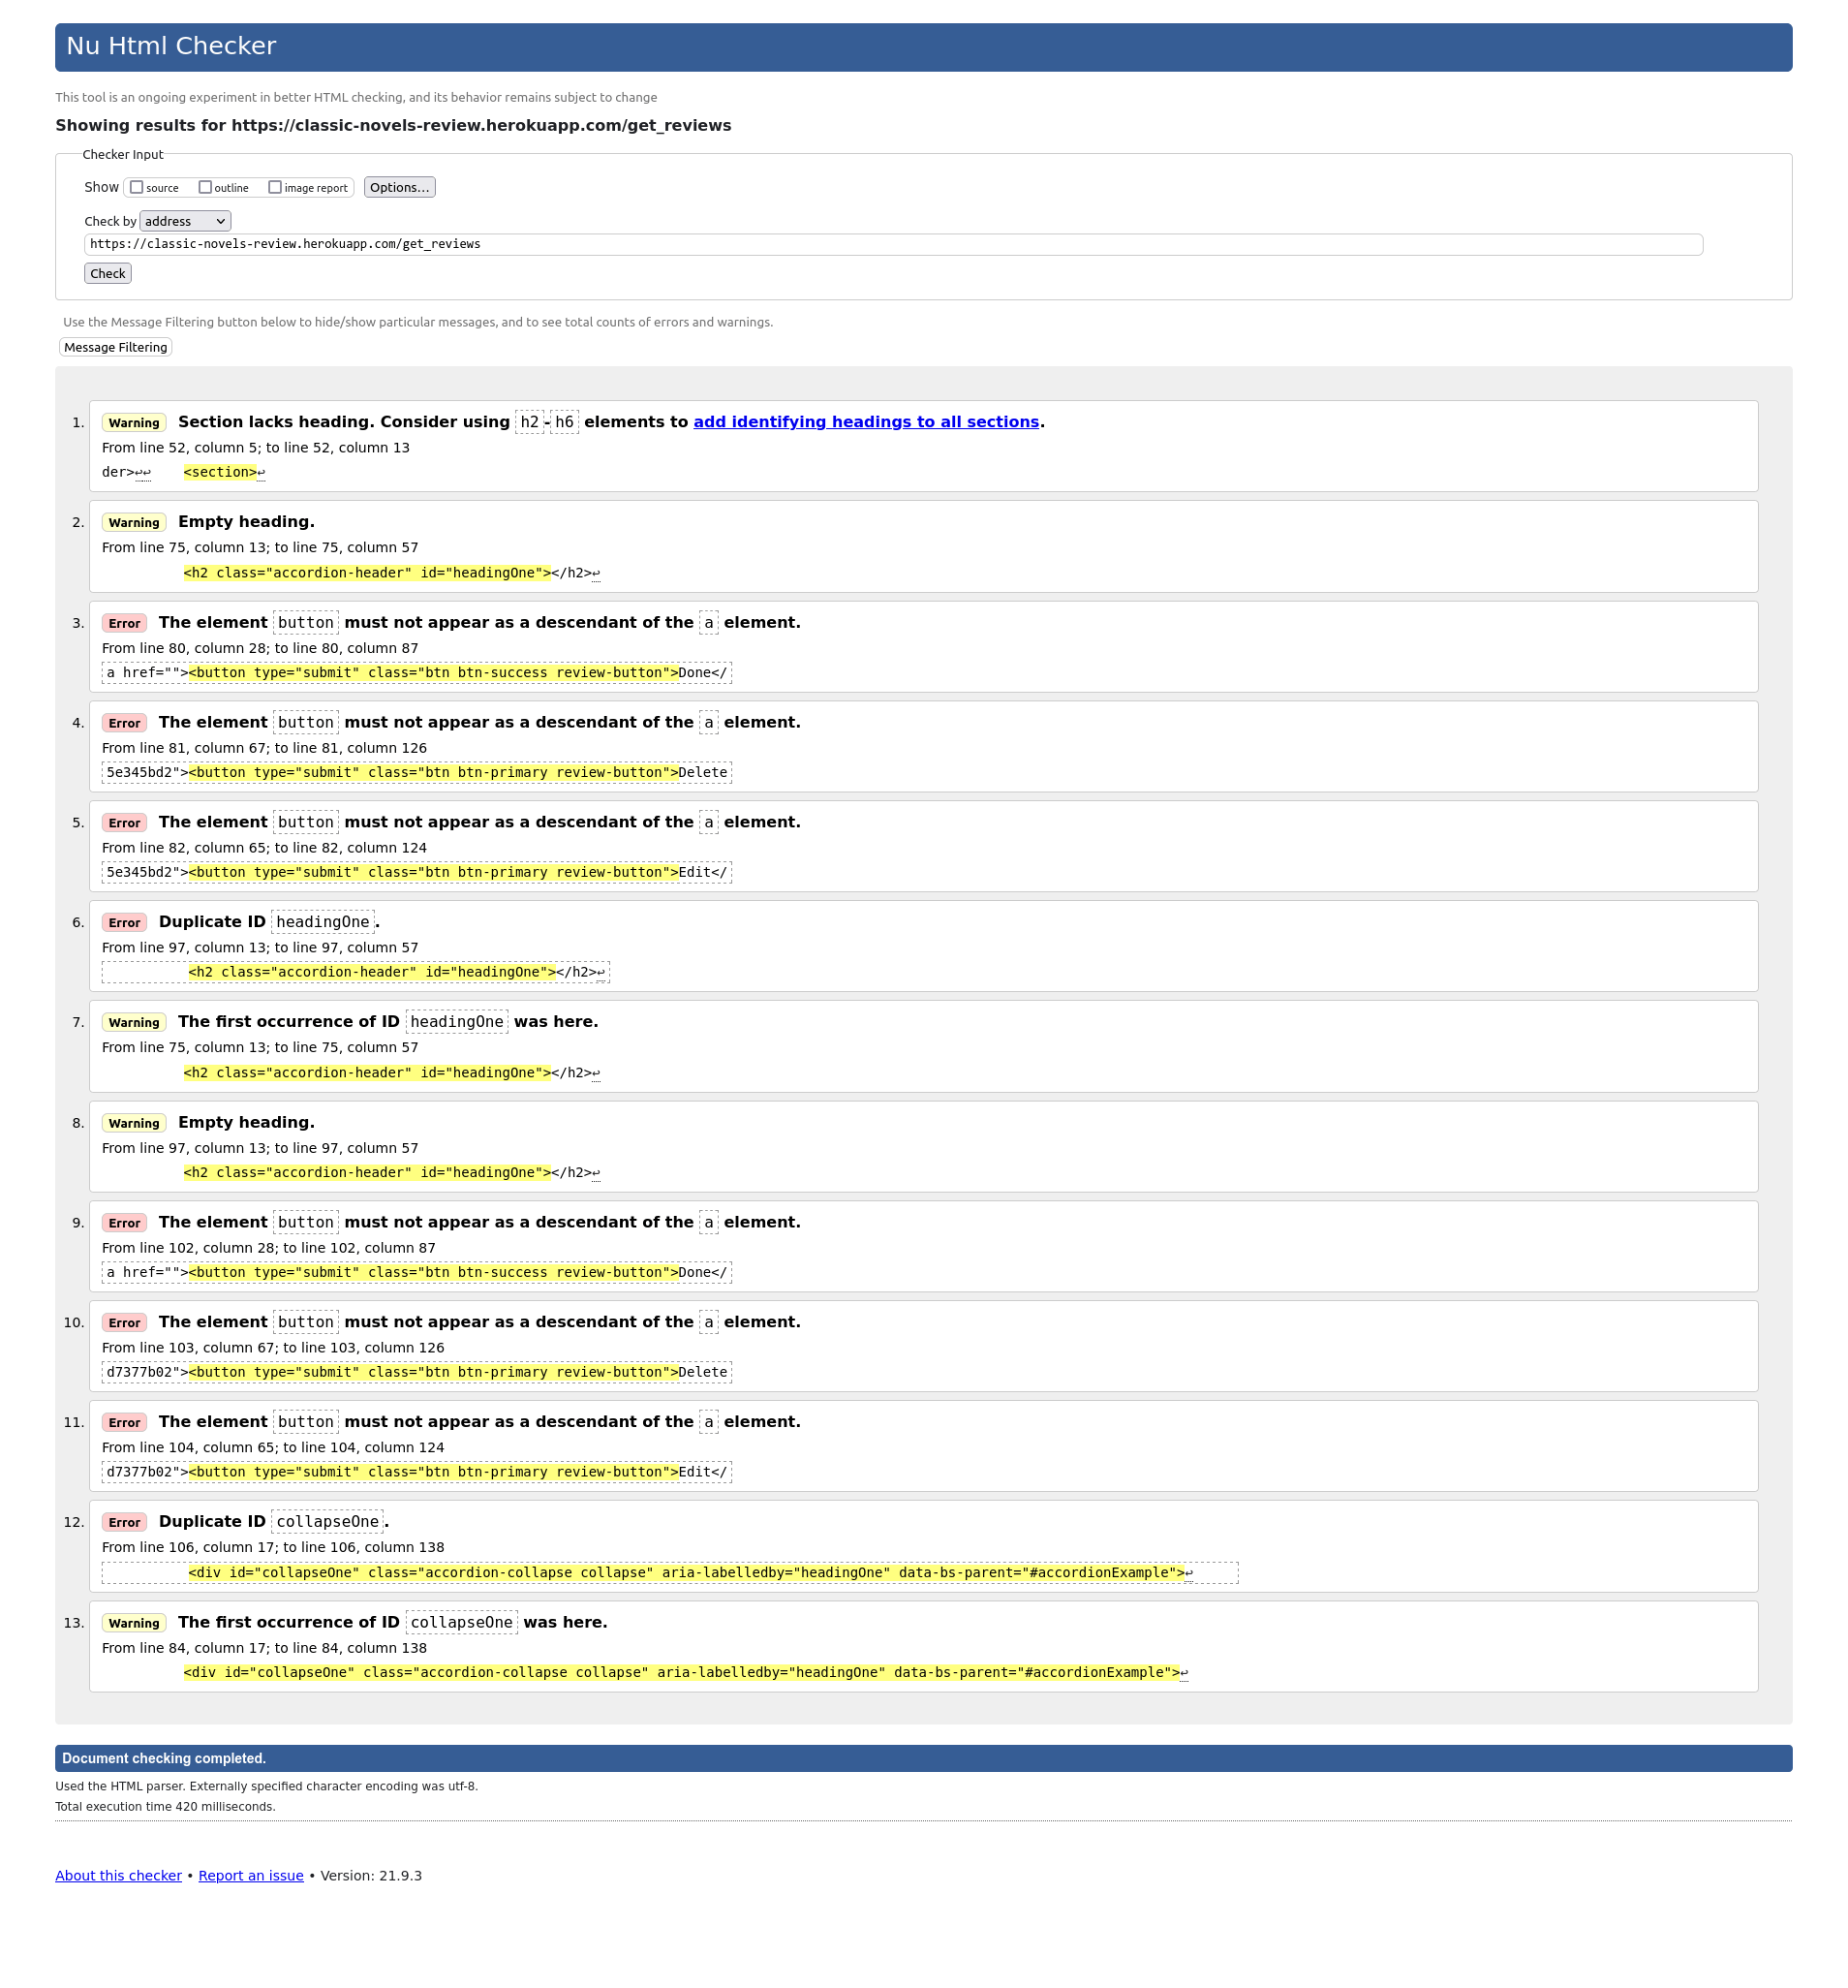 Nu Html Checker
This tool is an ongoing experiment in better HTML checking, and its behavior remains subject to change
Showing results for https://classic-novels-review.herokuapp.com/get_reviews
Checker Input
Show source outline image report Options...
Check by address
https://classic-novels-review.herokuapp.com/get_reviews
Check
Use the Message Filtering button below to hide/show particular messages, and to see total counts of errors and warnings.
Message Filtering
1. Warning Section lacks heading. Consider using h2-h6 elements to add identifying headings to all sections.
From line 52, column 5; to line 52, column 13
der>↩↩    <section>↩
2. Warning Empty heading.
From line 75, column 13; to line 75, column 57
<h2 class="accordion-header" id="headingOne"></h2>↩
3. Error The element button must not appear as a descendant of the a element.
From line 80, column 28; to line 80, column 87
a href=""><button type="submit" class="btn btn-success review-button">Done</
4. Error The element button must not appear as a descendant of the a element.
From line 81, column 67; to line 81, column 126
5e345bd2"><button type="submit" class="btn btn-primary review-button">Delete
5. Error The element button must not appear as a descendant of the a element.
From line 82, column 65; to line 82, column 124
5e345bd2"><button type="submit" class="btn btn-primary review-button">Edit</
6. Error Duplicate ID headingOne.
From line 97, column 13; to line 97, column 57
<h2 class="accordion-header" id="headingOne"></h2>↩
7. Warning The first occurrence of ID headingOne was here.
From line 75, column 13; to line 75, column 57
<h2 class="accordion-header" id="headingOne"></h2>↩
8. Warning Empty heading.
From line 97, column 13; to line 97, column 57
<h2 class="accordion-header" id="headingOne"></h2>↩
9. Error The element button must not appear as a descendant of the a element.
From line 102, column 28; to line 102, column 87
a href=""><button type="submit" class="btn btn-success review-button">Done</
10. Error The element button must not appear as a descendant of the a element.
From line 103, column 67; to line 103, column 126
d7377b02"><button type="submit" class="btn btn-primary review-button">Delete
11. Error The element button must not appear as a descendant of the a element.
From line 104, column 65; to line 104, column 124
d7377b02"><button type="submit" class="btn btn-primary review-button">Edit</
12. Error Duplicate ID collapseOne.
From line 106, column 17; to line 106, column 138
<div id="collapseOne" class="accordion-collapse collapse" aria-labelledby="headingOne" data-bs-parent="#accordionExample">↩
13. Warning The first occurrence of ID collapseOne was here.
From line 84, column 17; to line 84, column 138
<div id="collapseOne" class="accordion-collapse collapse" aria-labelledby="headingOne" data-bs-parent="#accordionExample">↩
Document checking completed.
Used the HTML parser. Externally specified character encoding was utf-8.
Total execution time 420 milliseconds.
About this checker • Report an issue • Version: 21.9.3